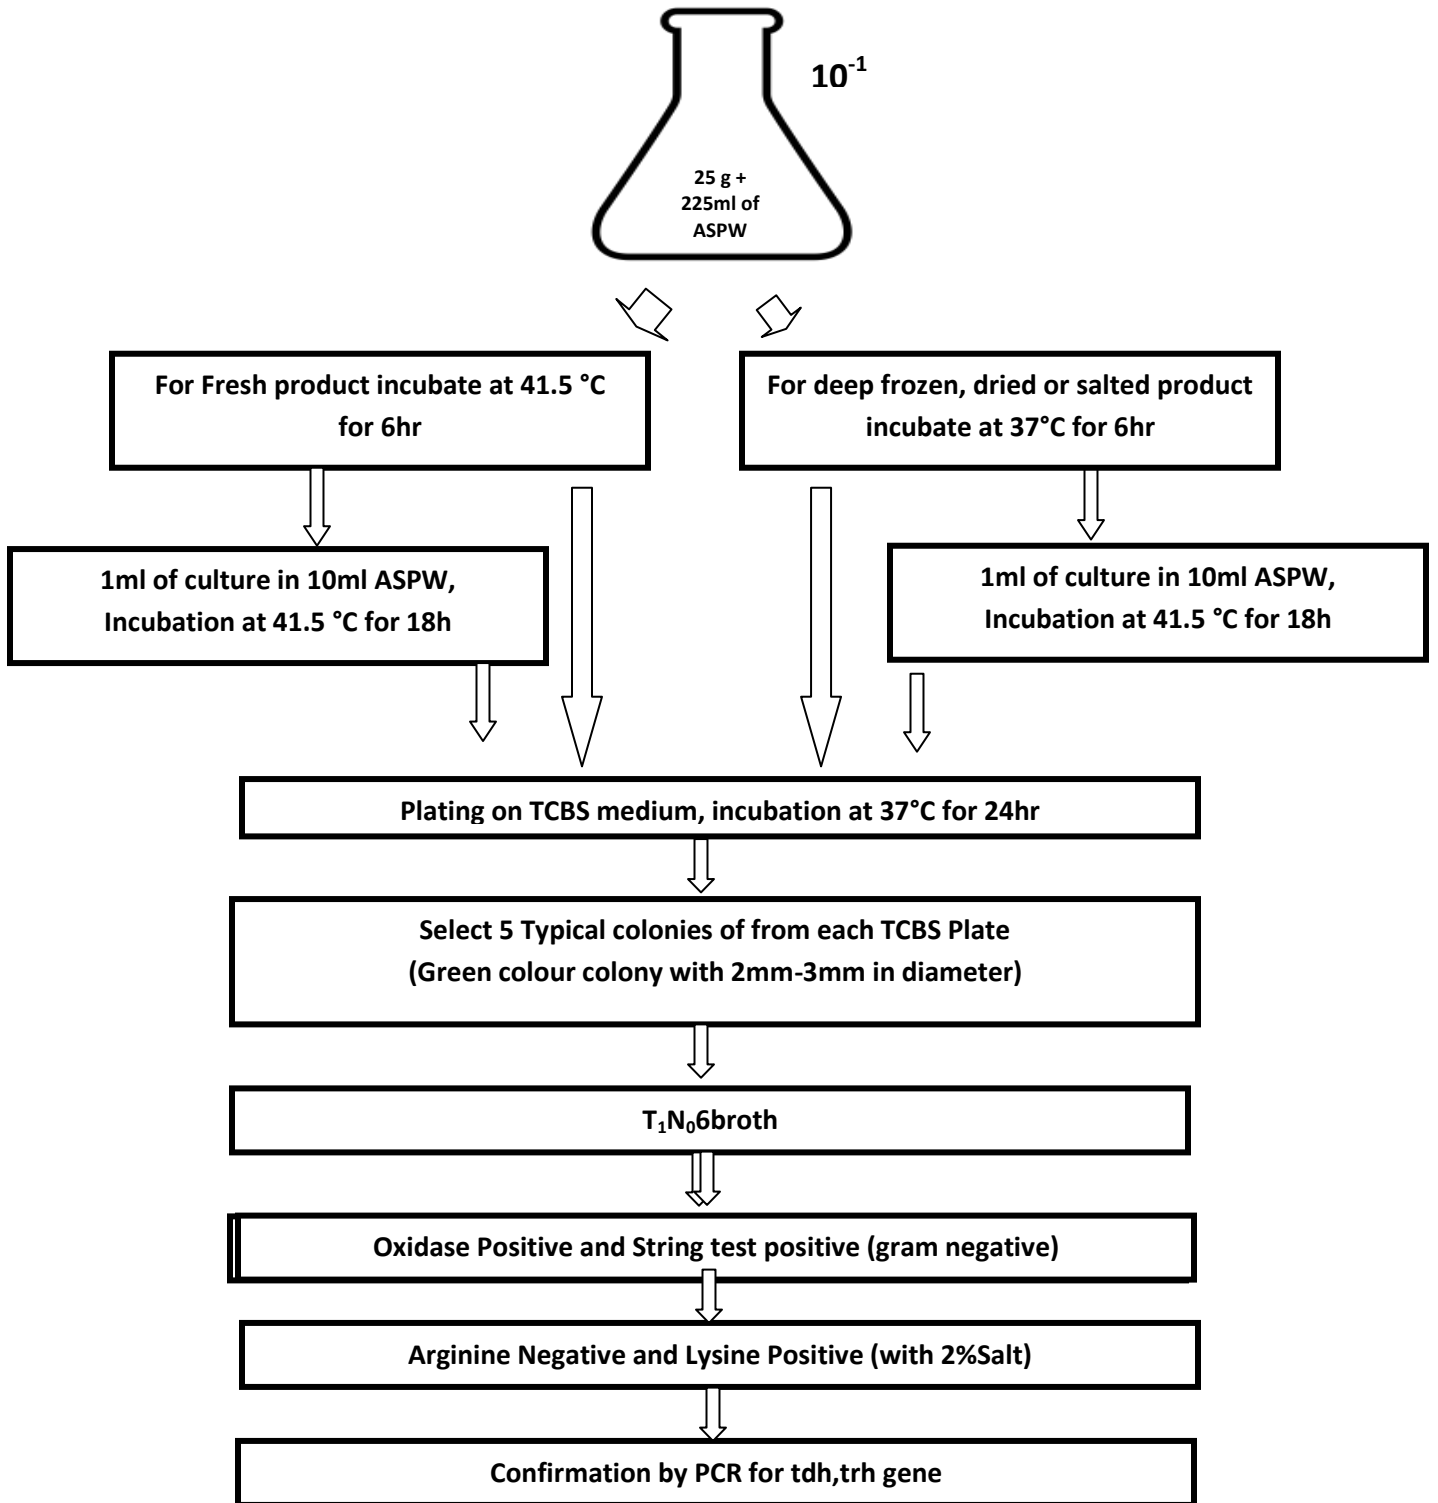 10⁻¹
25 g +
225ml of
ASPW
For Fresh product incubate at 41.5 °C
for 6hr
For deep frozen, dried or salted product
incubate at 37°C for 6hr
1ml of culture in 10ml ASPW,
Incubation at 41.5 °C for 18h
1ml of culture in 10ml ASPW,
Incubation at 41.5 °C for 18h
Plating on TCBS medium, incubation at 37°C for 24hr
Select 5 Typical colonies of from each TCBS Plate
(Green colour colony with 2mm-3mm in diameter)
T₁N₀6broth
Oxidase Positive and String test positive (gram negative)
Arginine Negative and Lysine Positive (with 2%Salt)
Confirmation by PCR for tdh,trh gene